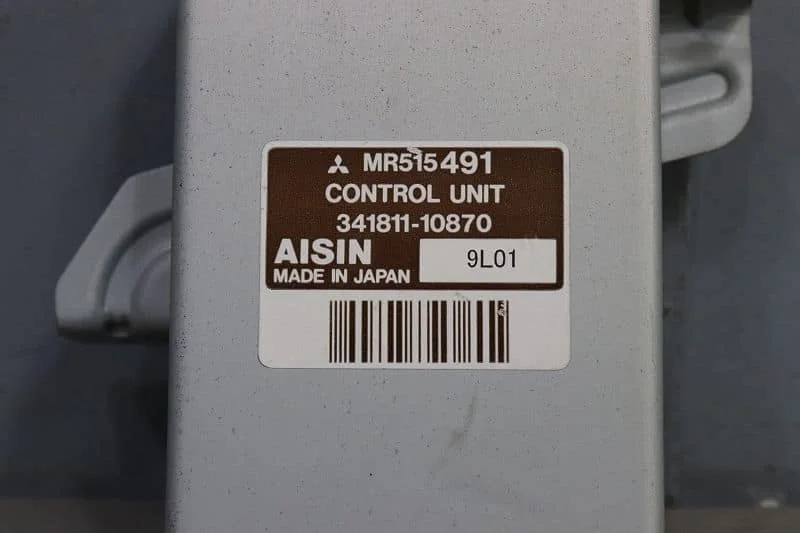 MR515491
CONTROL UNIT
341811-10870
AISIN
MADE IN JAPAN
9L01